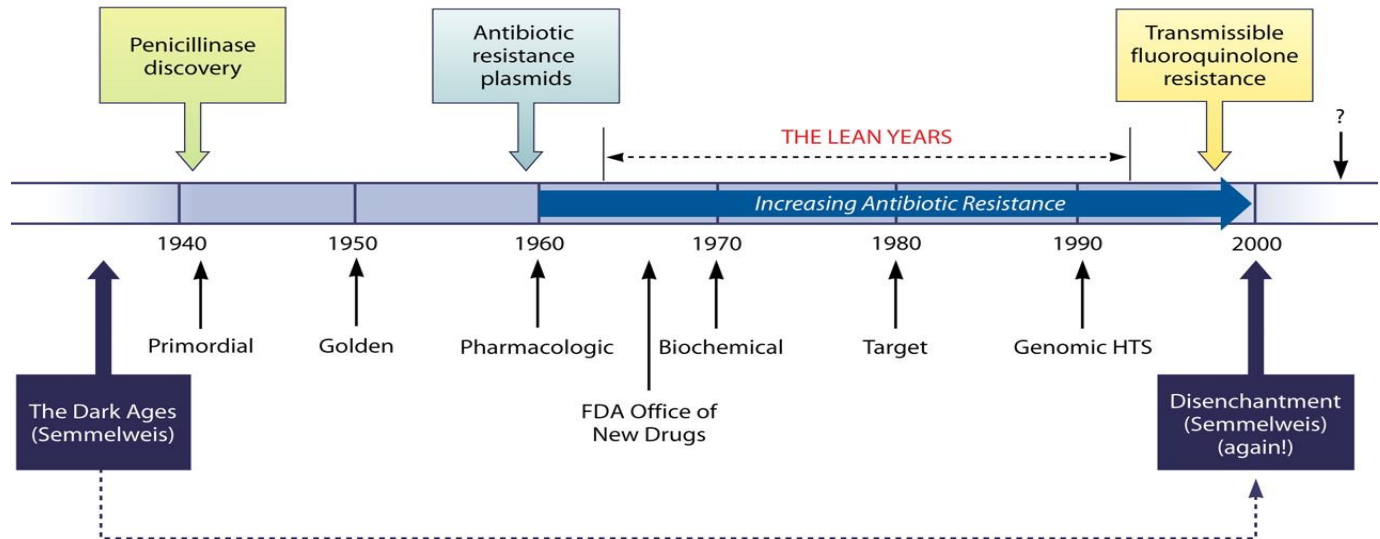 Penicillinase
discovery
Antibiotic
resistance
plasmids
Transmissible
fluoroquinolone
resistance
?
THE LEAN YEARS
Increasing Antibiotic Resistance
1940
1950
1960
1970
1980
1990
2000
Primordial
Golden
Pharmacologic
Biochemical
Target
Genomic HTS
FDA Office of
New Drugs
The Dark Ages
(Semmelweis)
Disenchantment
(Semmelweis)
(again!)